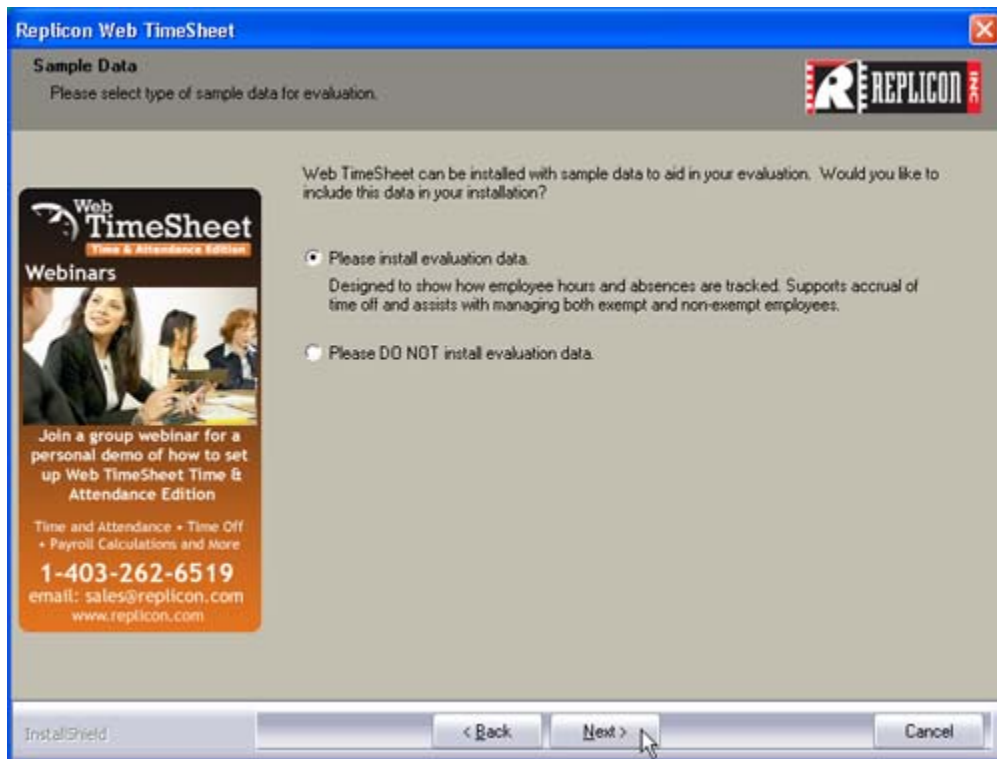 Replicon Web TimeSheet
Sample Data
Please select type of sample data for evaluation.
REPLICON INC
Web TimeSheet can be installed with sample data to aid in your evaluation. Would you like to
include this data in your installation?
Please install evaluation data.
Designed to show how employee hours and absences are tracked. Supports accrual of
time off and assists with managing both exempt and non-exempt employees.
Please DO NOT install evaluation data.
Web
TimeSheet
Time & Attendance Edition
Webinars
Join a group webinar for a
personal demo of how to set
up Web TimeSheet Time &
Attendance Edition
Time and Attendance • Time Off
• Payroll Calculations and More
1-403-262-6519
email: sales@replicon.com
www.replicon.com
InstallShield
< Back
Next >
Cancel